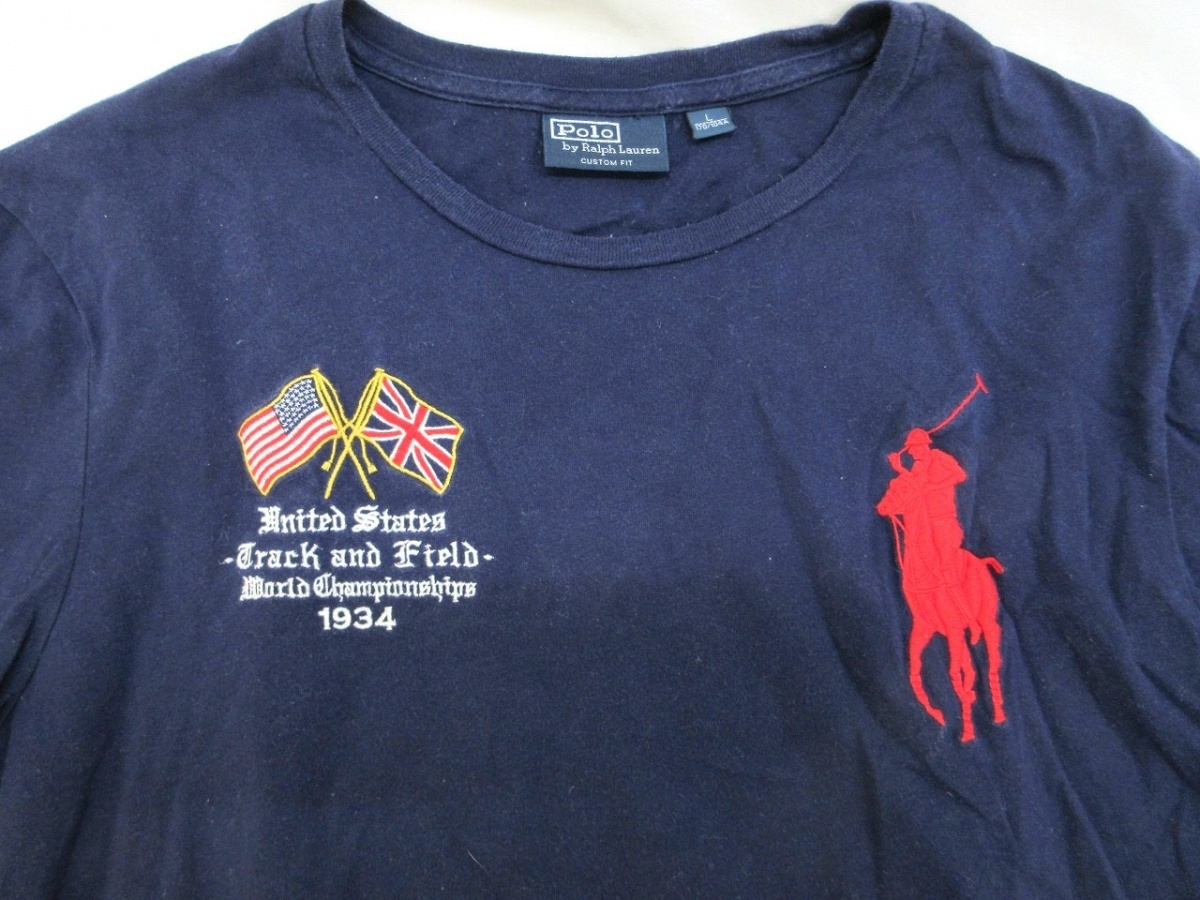 Polo
by Ralph Lauren
CUSTOM FIT
L
United States
-Track and Field-
World Championships
1934